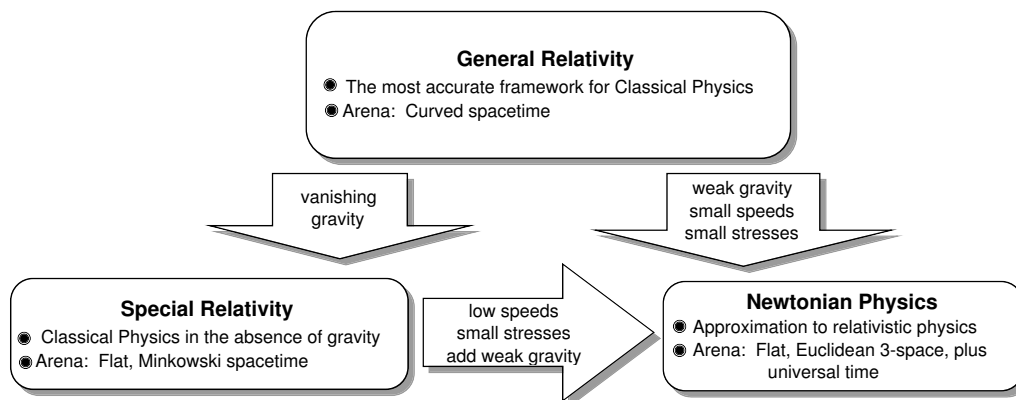 General Relativity
◉ The most accurate framework for Classical Physics
◉ Arena: Curved spacetime
vanishing
gravity
weak gravity
small speeds
small stresses
Special Relativity
◉ Classical Physics in the absence of gravity
◉ Arena: Flat, Minkowski spacetime
low speeds
small stresses
add weak gravity
Newtonian Physics
◉ Approximation to relativistic physics
◉ Arena: Flat, Euclidean 3-space, plus
universal time